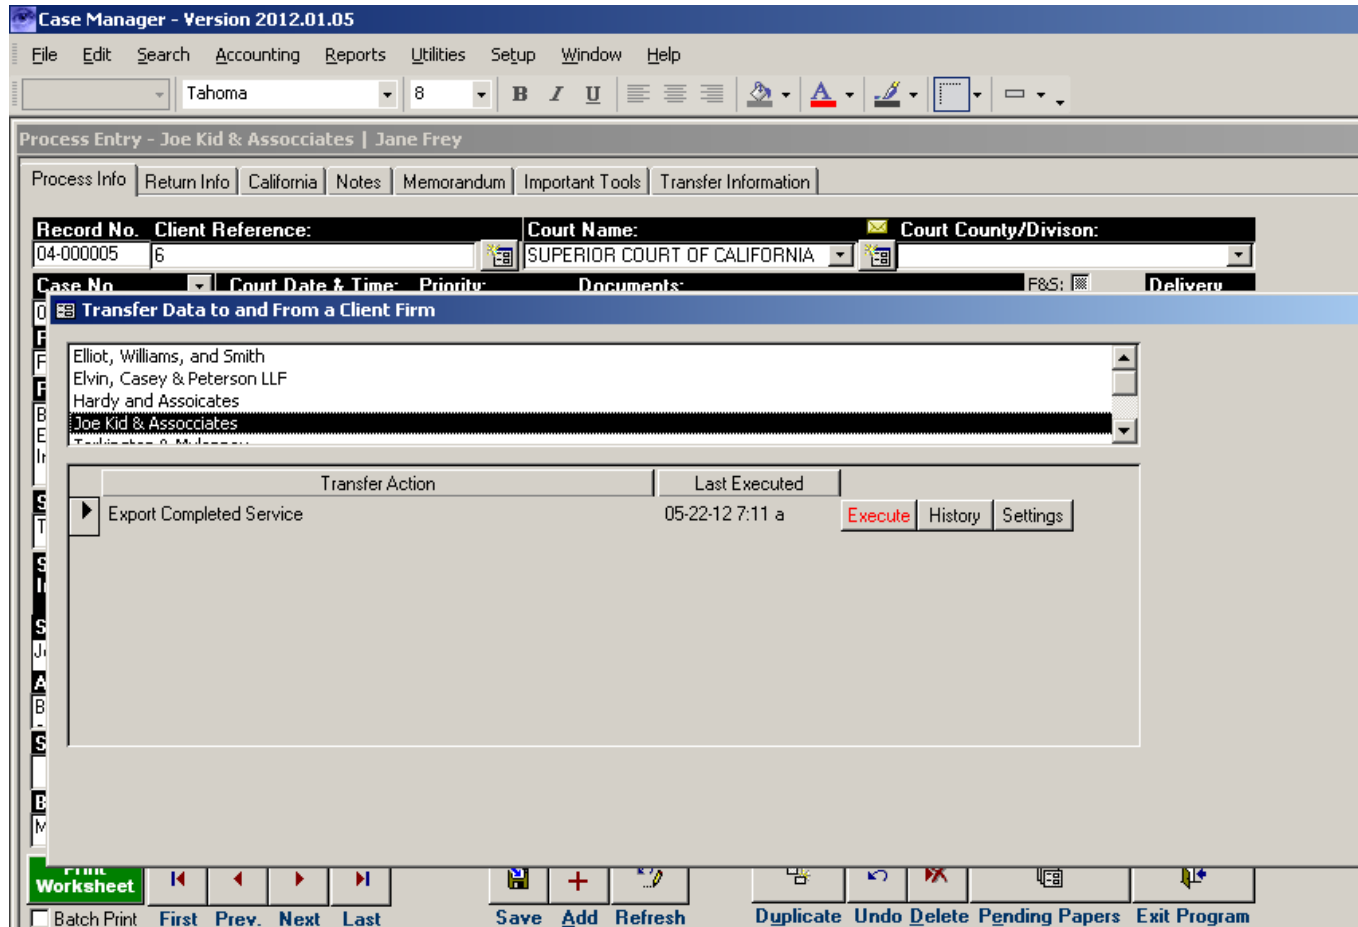 Case Manager - Version 2012.01.05
File Edit Search Accounting Reports Utilities Setup Window Help
Tahoma 8 B I U A
Process Entry - Joe Kid & Assocciates | Jane Frey
Process Info Return Info California Notes Memorandum Important Tools Transfer Information
Record No. Client Reference: Court Name: Court County/Divison:
04-000005 6 SUPERIOR COURT OF CALIFORNIA
Case No Court Date & Time: Priority: Documents: F&S: Delivery
Transfer Data to and From a Client Firm
Elliot, Williams, and Smith
Elvin, Casey & Peterson LLF
Hardy and Assoicates
Joe Kid & Assocciates
Transfer Action Last Executed
Export Completed Service 05-22-12 7:11 a Execute History Settings
Print Worksheet
Batch Print First Prev. Next Last Save Add Refresh Duplicate Undo Delete Pending Papers Exit Program